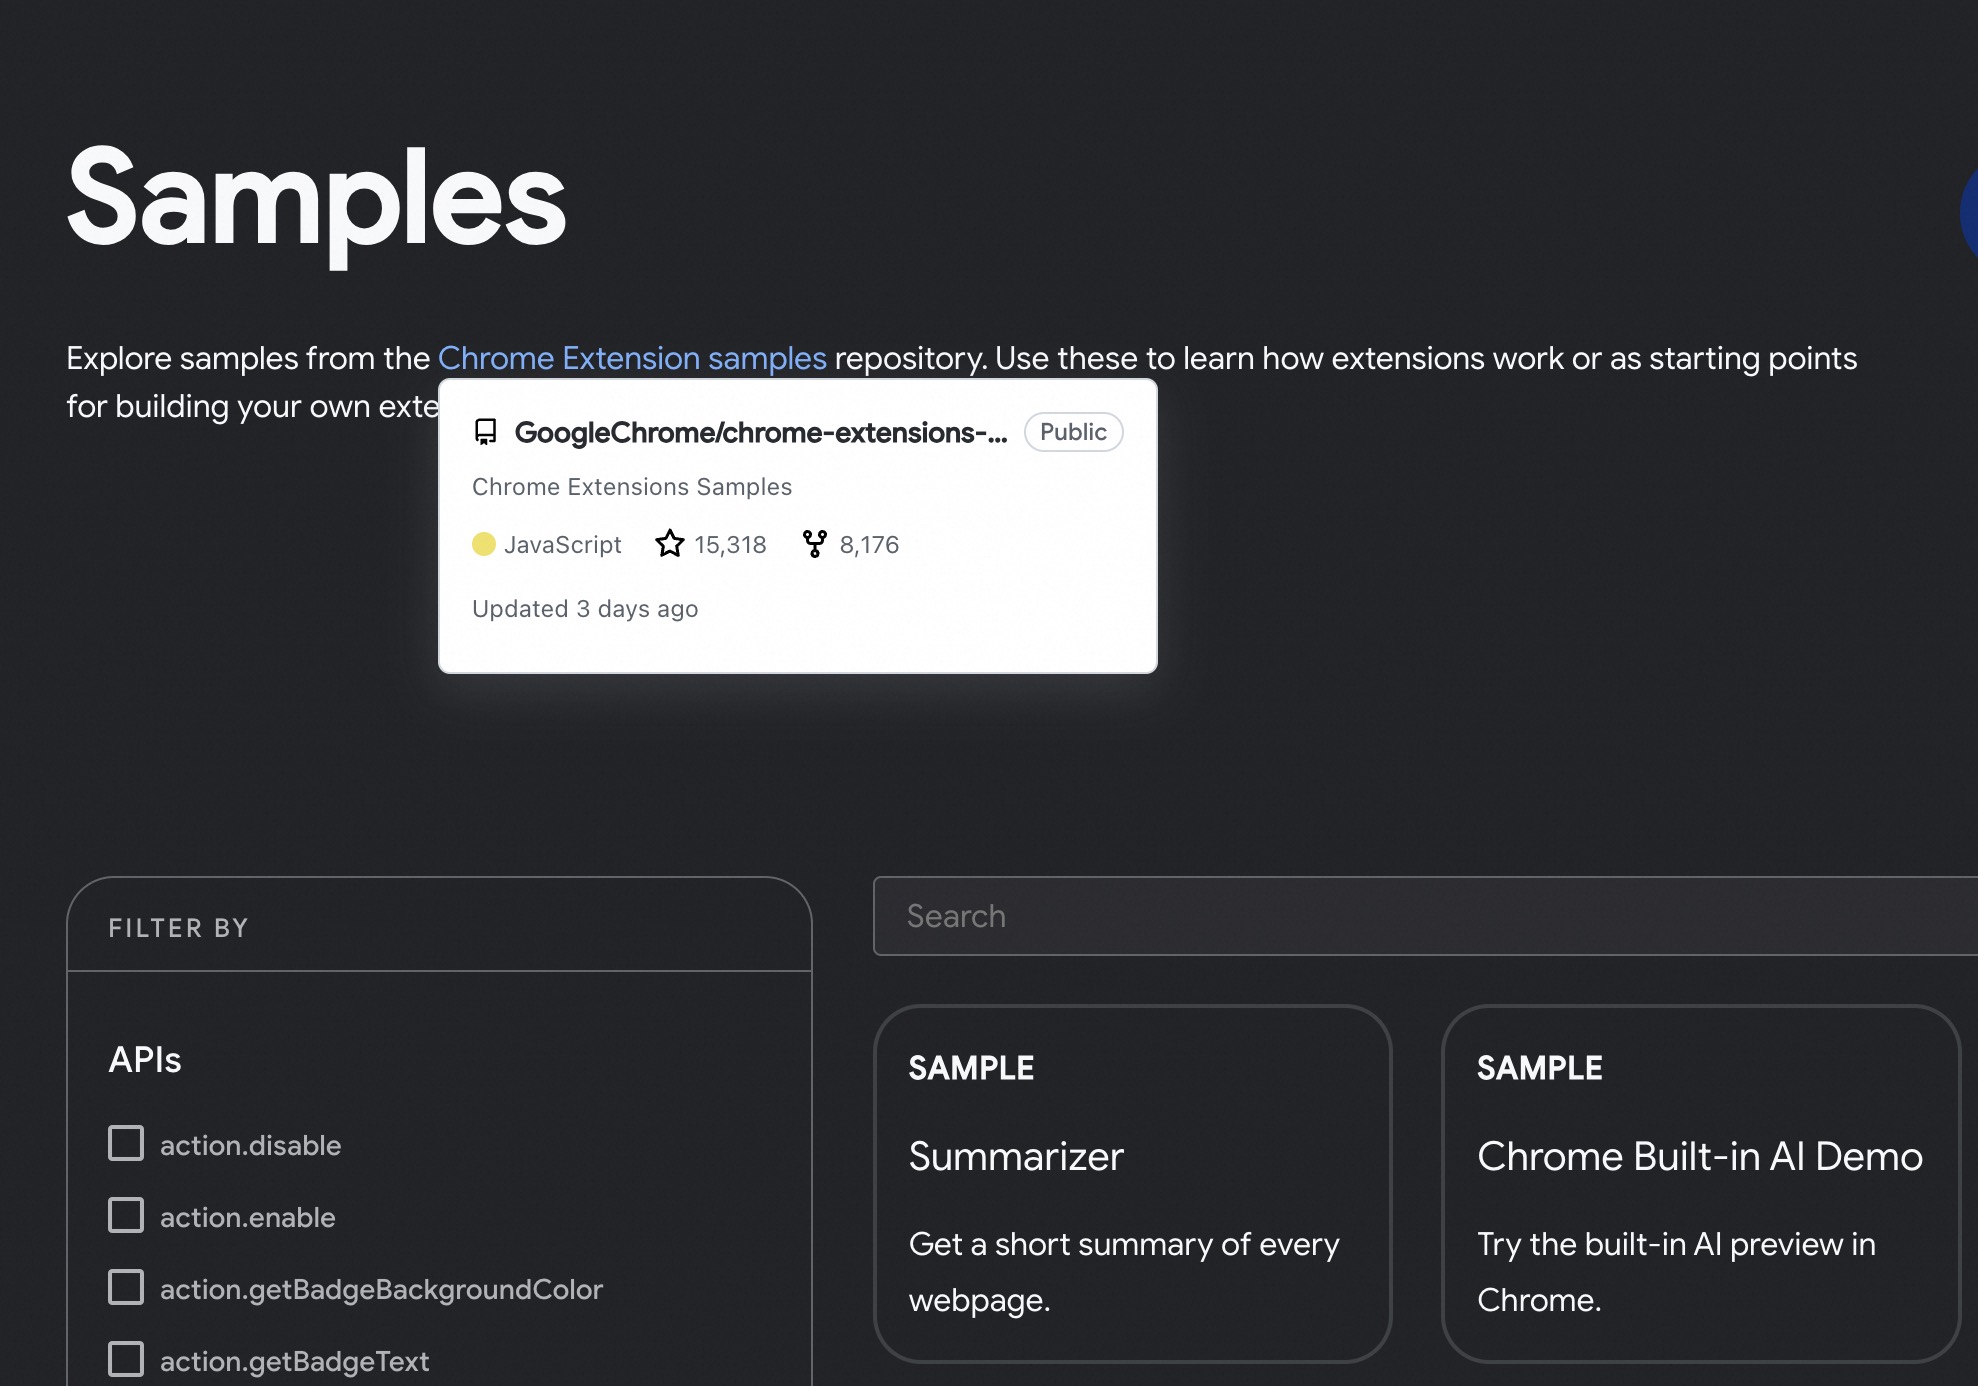 Samples
Explore samples from the Chrome Extension samples repository. Use these to learn how extensions work or as starting points
for building your own exte
GoogleChrome/chrome-extensions-...
Public
Chrome Extensions Samples
JavaScript 15,318 8,176
Updated 3 days ago
FILTER BY
APIs
action.disable
action.enable
action.getBadgeBackgroundColor
action.getBadgeText
Search
SAMPLE
Summarizer
Get a short summary of every
webpage.
SAMPLE
Chrome Built-in AI Demo
Try the built-in AI preview in
Chrome.